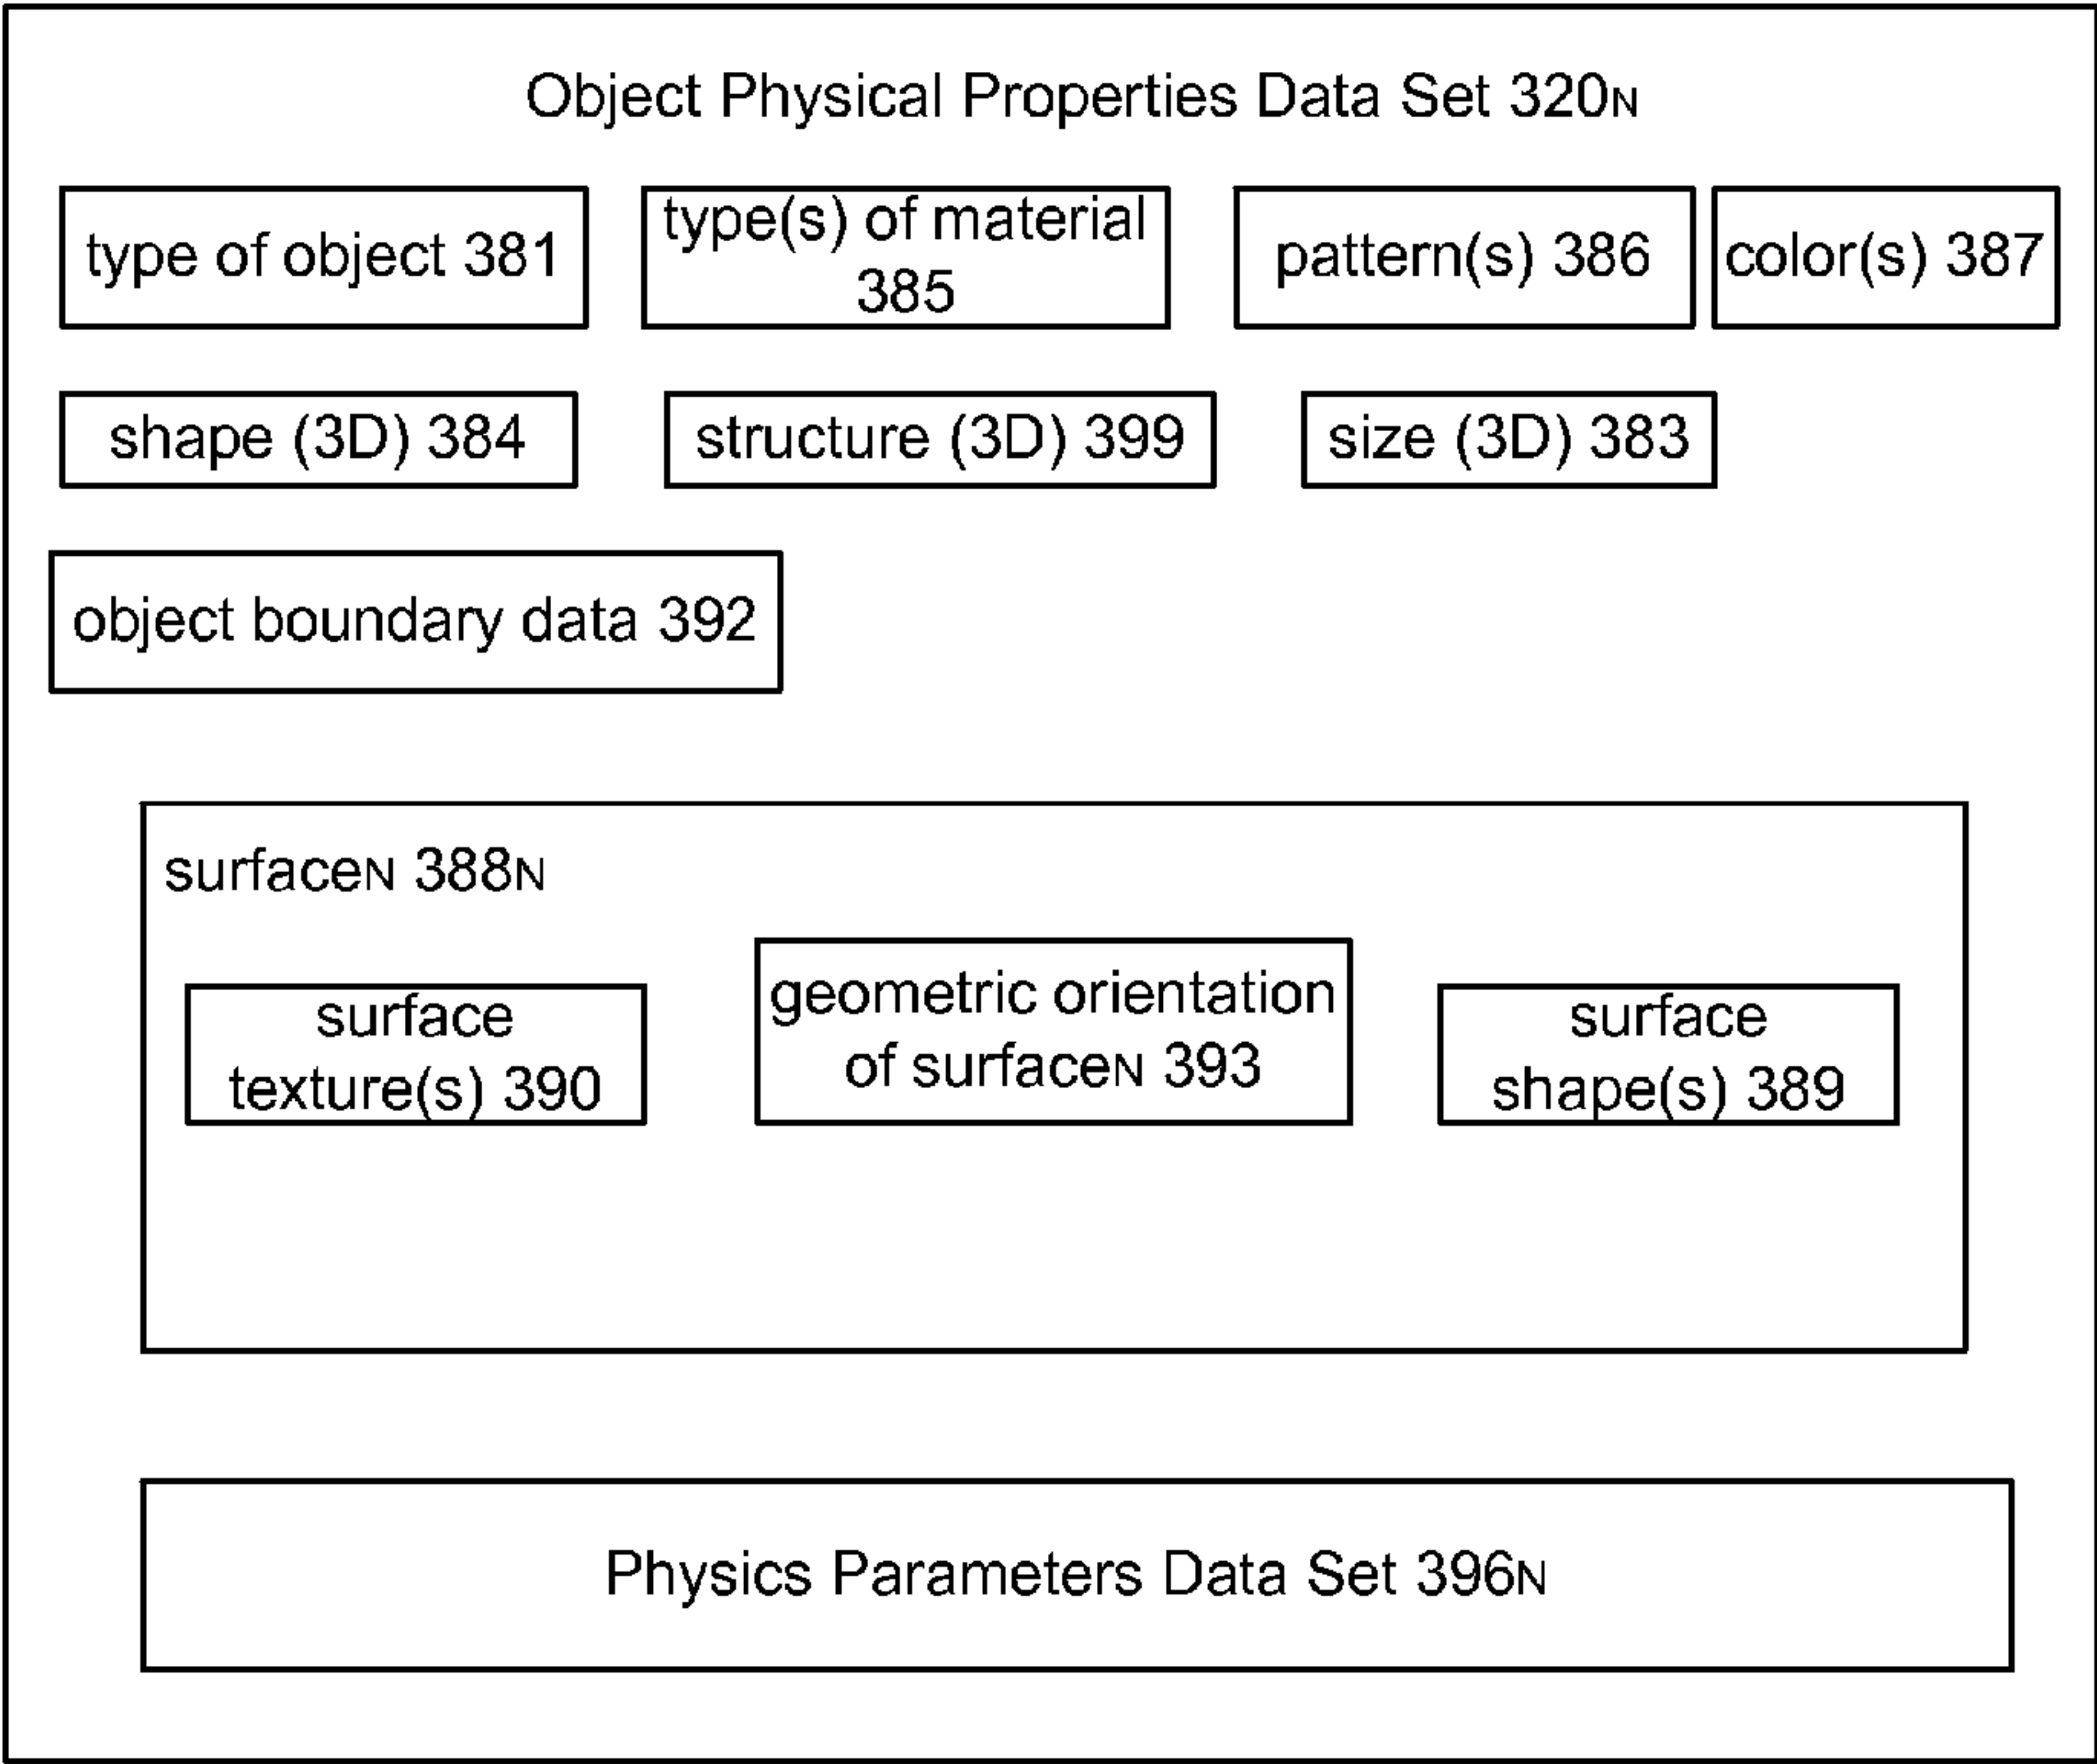 Object Physical Properties Data Set 320N
type of object 381
type(s) of material
385
pattern(s) 386
color(s) 387
shape (3D) 384
structure (3D) 399
size (3D) 383
object boundary data 392
surfaceN 388N
surface
texture(s) 390
geometric orientation
of surfaceN 393
surface
shape(s) 389
Physics Parameters Data Set 396N